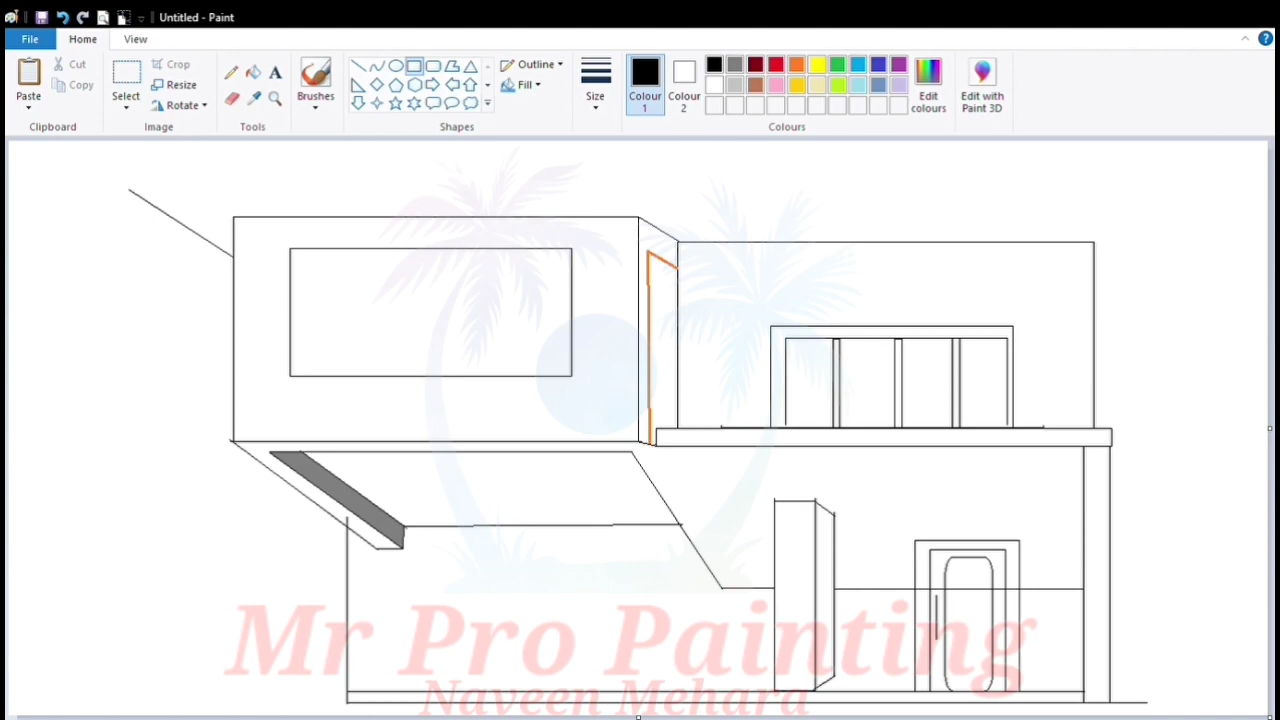 Untitled - Paint
File Home View
Paste Cut Copy Select Crop Resize Rotate Brushes Outline Fill Size Colour 1 Colour 2 Edit colours Edit with Paint 3D
Clipboard Image Tools Shapes Colours
Mr Pro Painting
Naveen Mehara